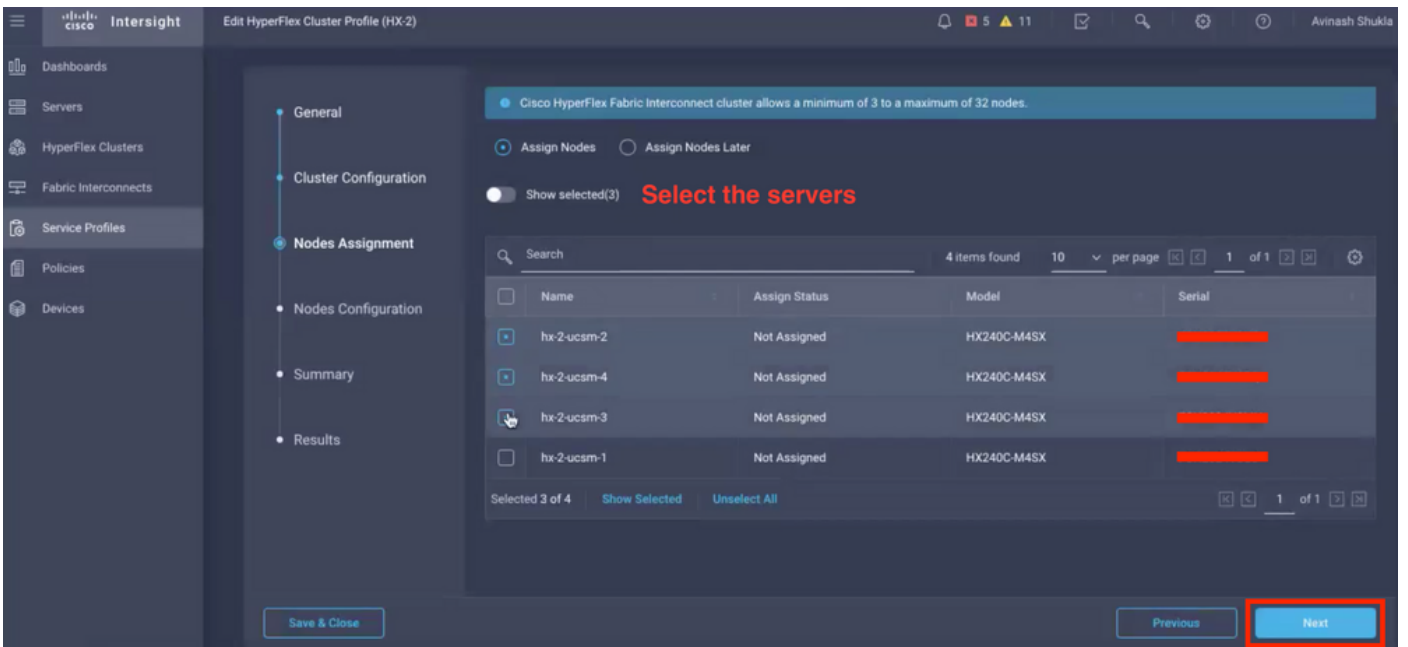 cisco Intersight Edit HyperFlex Cluster Profile (HX-2) 5 11 Avinash Shukla
Dashboards
Servers
HyperFlex Clusters
Fabric Interconnects
Service Profiles
Policies
Devices
General
Cluster Configuration
Nodes Assignment
Nodes Configuration
Summary
Results
Cisco HyperFlex Fabric Interconnect cluster allows a minimum of 3 to a maximum of 32 nodes.
Assign Nodes Assign Nodes Later
Show selected(3) Select the servers
Search 4 items found 10 per page 1 of 1
Name Assign Status Model Serial
hx-2-ucsm-2 Not Assigned HX240C-M4SX
hx-2-ucsm-4 Not Assigned HX240C-M4SX
hx-2-ucsm-3 Not Assigned HX240C-M4SX
hx-2-ucsm-1 Not Assigned HX240C-M4SX
Selected 3 of 4 Show Selected Unselect All 1 of 1
Save & Close Previous Next